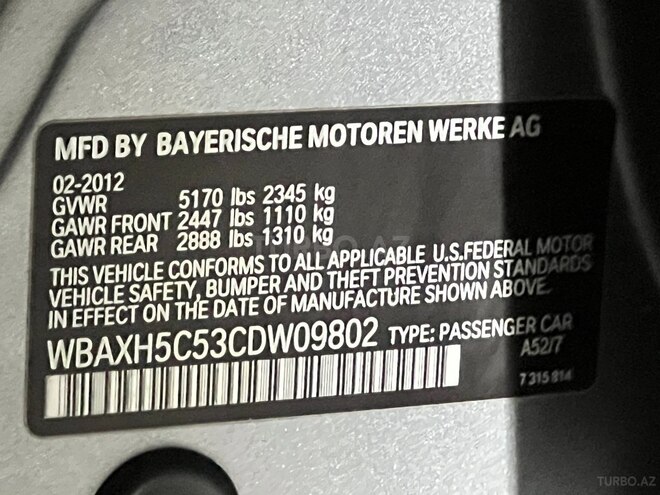 MFD BY BAYERISCHE MOTOREN WERKE AG
02-2012
GVWR 5170 lbs 2345 kg
GAWR FRONT 2447 lbs 1110 kg
GAWR REAR 2888 lbs 1310 kg
THIS VEHICLE CONFORMS TO ALL APPLICABLE U.S.FEDERAL MOTOR
VEHICLE SAFETY, BUMPER AND THEFT PREVENTION STANDARDS
IN EFFECT ON THE DATE OF MANUFACTURE SHOWN ABOVE.
WBAXH5C53CDW09802 TYPE: PASSENGER CAR
A52/7
7 315 814
TURBO.AZ
TURBO.AZ